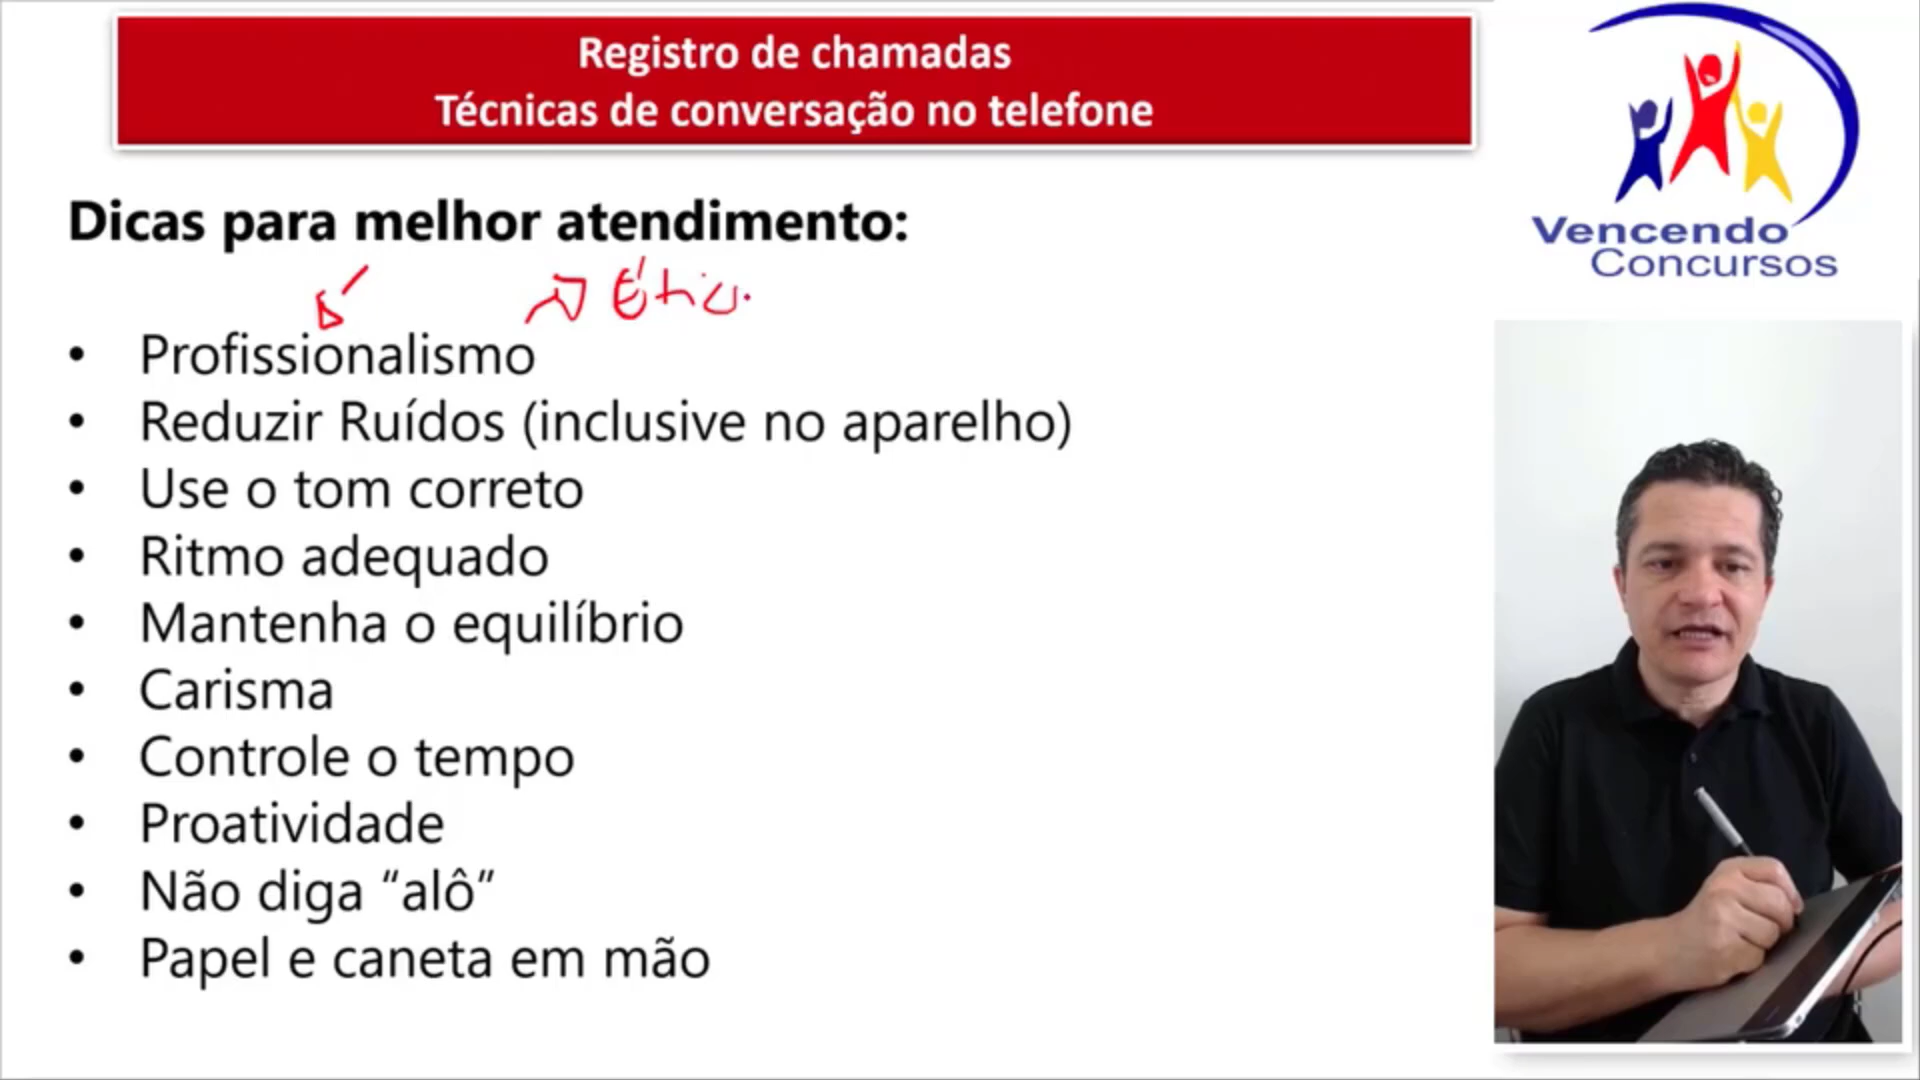 Registro de chamadas
Técnicas de conversação no telefone
Vencendo
Concursos
Dicas para melhor atendimento:
• Profissionalismo
• Reduzir Ruídos (inclusive no aparelho)
• Use o tom correto
• Ritmo adequado
• Mantenha o equilíbrio
• Carisma
• Controle o tempo
• Proatividade
• Não diga “alô”
• Papel e caneta em mão